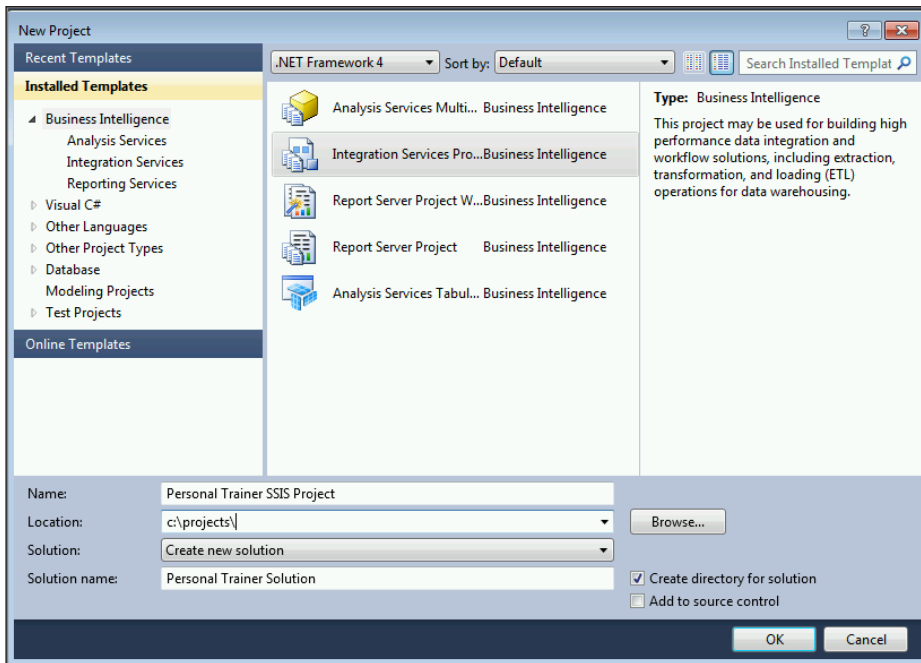 New Project
Recent Templates
Installed Templates
Business Intelligence
Analysis Services
Integration Services
Reporting Services
Visual C#
Other Languages
Other Project Types
Database
Modeling Projects
Test Projects
Online Templates
.NET Framework 4
Sort by: Default
Search Installed Templat
Analysis Services Multi... Business Intelligence
Integration Services Pro...Business Intelligence
Report Server Project W...Business Intelligence
Report Server Project Business Intelligence
Analysis Services Tabul... Business Intelligence
Type: Business Intelligence
This project may be used for building high
performance data integration and
workflow solutions, including extraction,
transformation, and loading (ETL)
operations for data warehousing.
Name: Personal Trainer SSIS Project
Location: c:\projects\
Browse...
Solution: Create new solution
Solution name: Personal Trainer Solution
Create directory for solution
Add to source control
OK Cancel